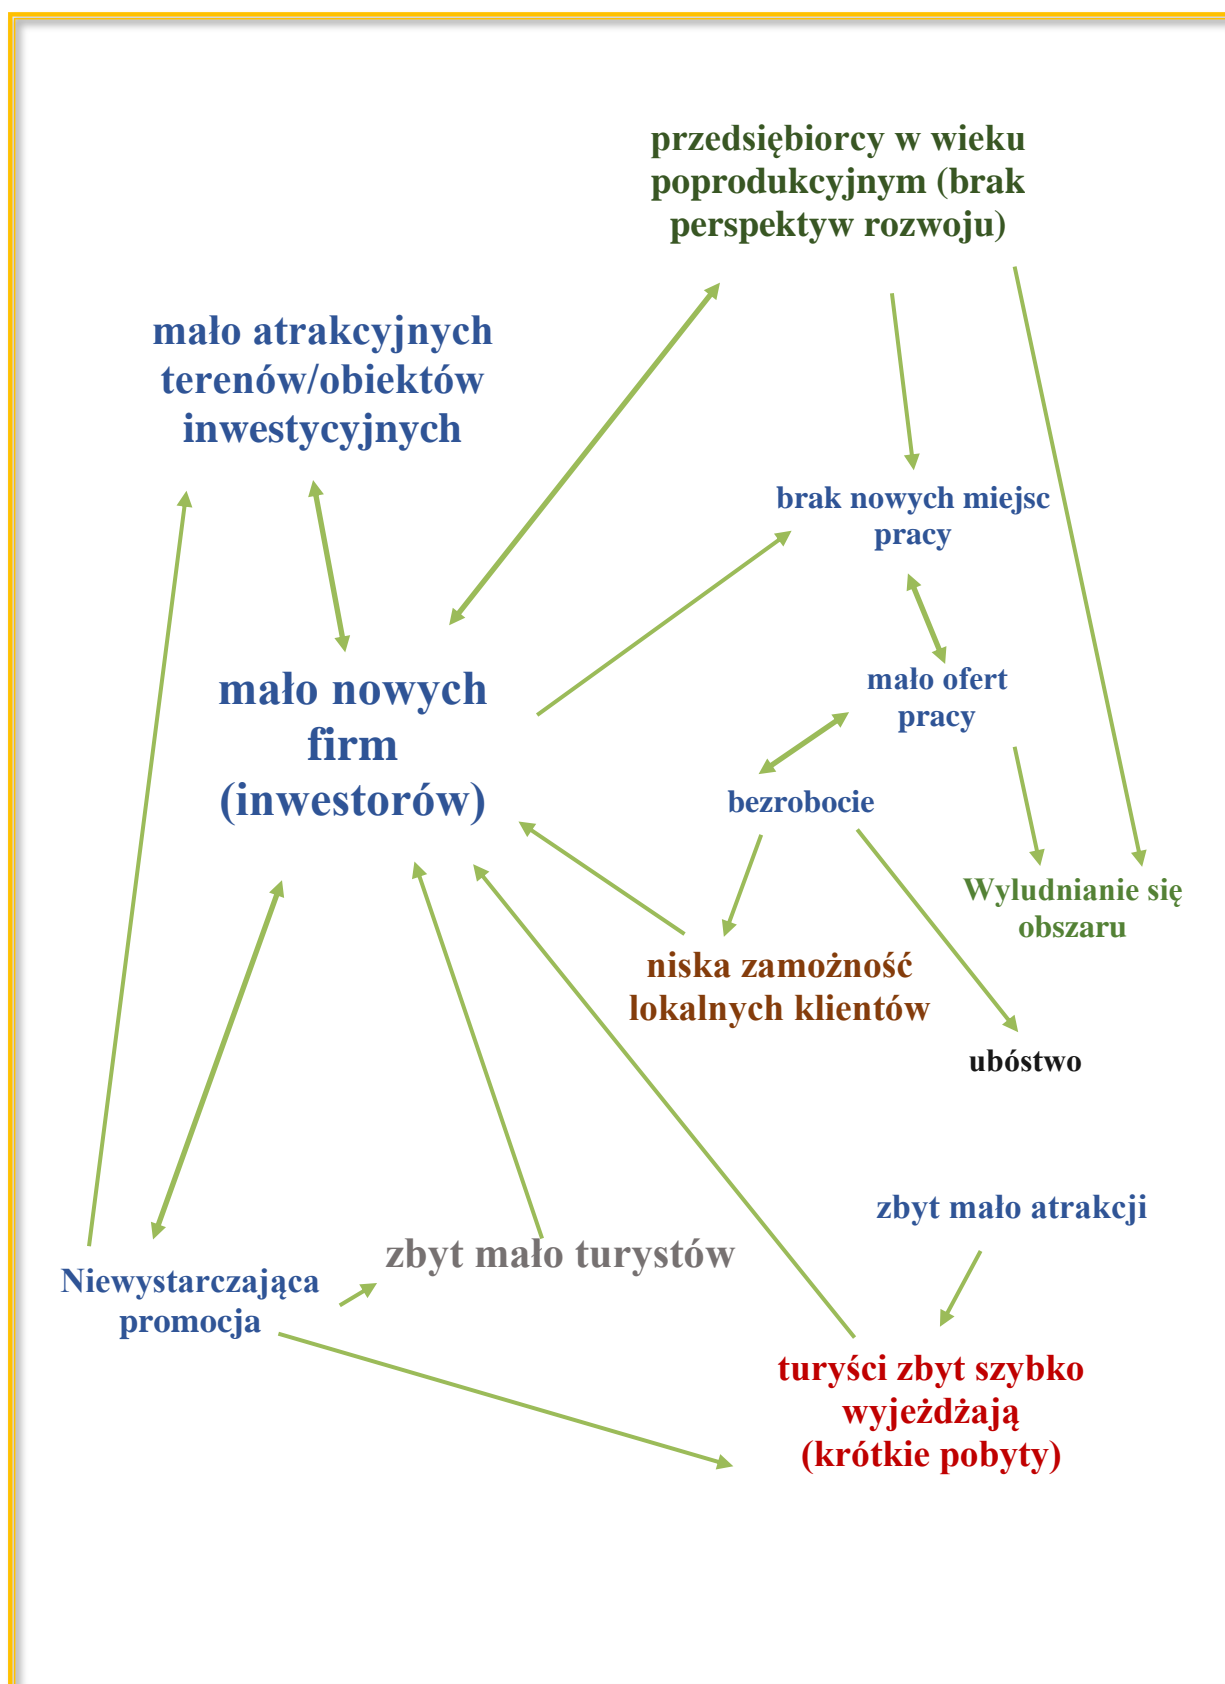 przedsiębiorcy w wieku
poprodukcyjnym (brak
perspektyw rozwoju)
mało atrakcyjnych
terenów/obiektów
inwestycyjnych
brak nowych miejsc
pracy
mało nowych
firm
(inwestorów)
mało ofert
pracy
bezrobocie
Wyludnianie się
obszaru
niska zamożność
lokalnych klientów
ubóstwo
zbyt mało atrakcji
zbyt mało turystów
Niewystarczająca
promocja
turyści zbyt szybko
wyjeżdżają
(krótkie pobyty)